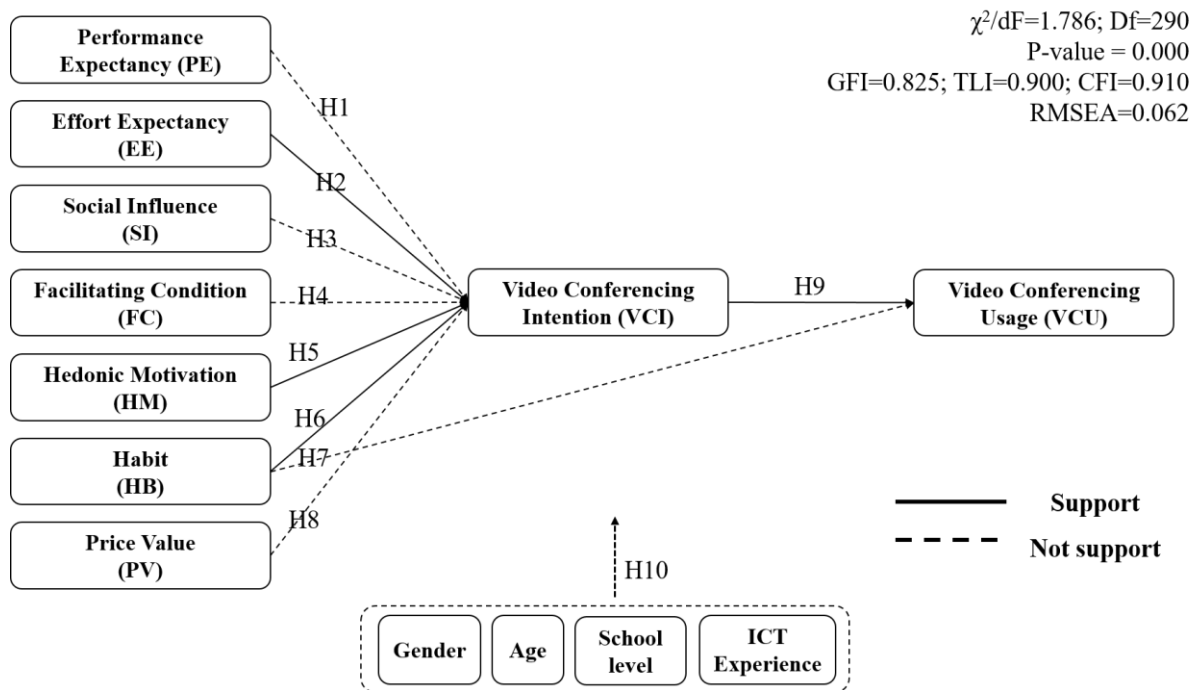 Performance
Expectancy (PE)
Effort Expectancy
(EE)
Social Influence
(SI)
Facilitating Condition
(FC)
Hedonic Motivation
(HM)
Habit
(HB)
Price Value
(PV)
H1
H2
H3
H4
H5
H6
H7
H8
Video Conferencing
Intention (VCI)
H9
Video Conferencing
Usage (VCU)
χ²/dF=1.786; Df=290
P-value = 0.000
GFI=0.825; TLI=0.900; CFI=0.910
RMSEA=0.062
Support
Not support
H10
Gender
Age
School
level
ICT
Experience